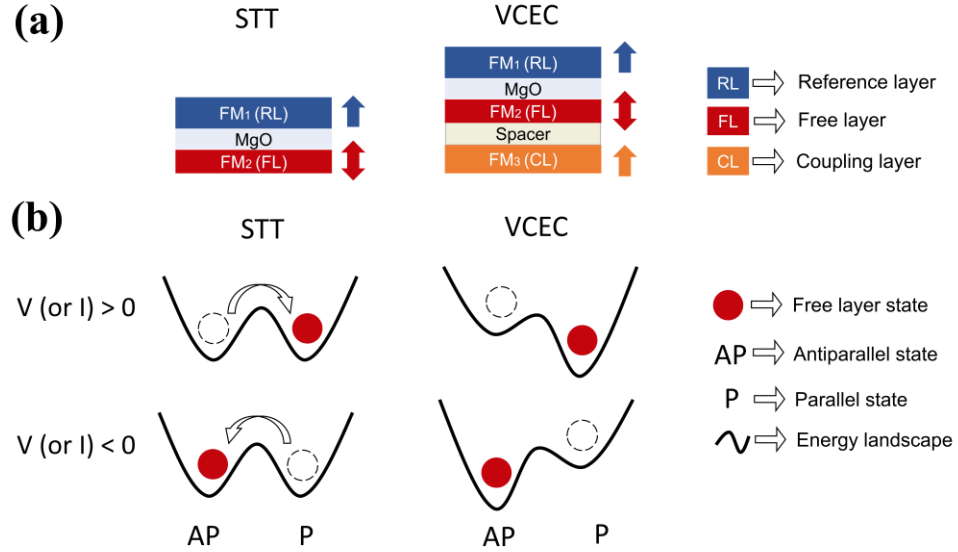 (a)
STT
VCEC
FM1 (RL)
MgO
FM2 (FL)
FM1 (RL)
MgO
FM2 (FL)
Spacer
FM3 (CL)
RL Reference layer
FL Free layer
CL Coupling layer
(b)
STT
VCEC
V (or I) > 0
V (or I) < 0
AP
P
AP
P
Free layer state
AP Antiparallel state
P Parallel state
Energy landscape